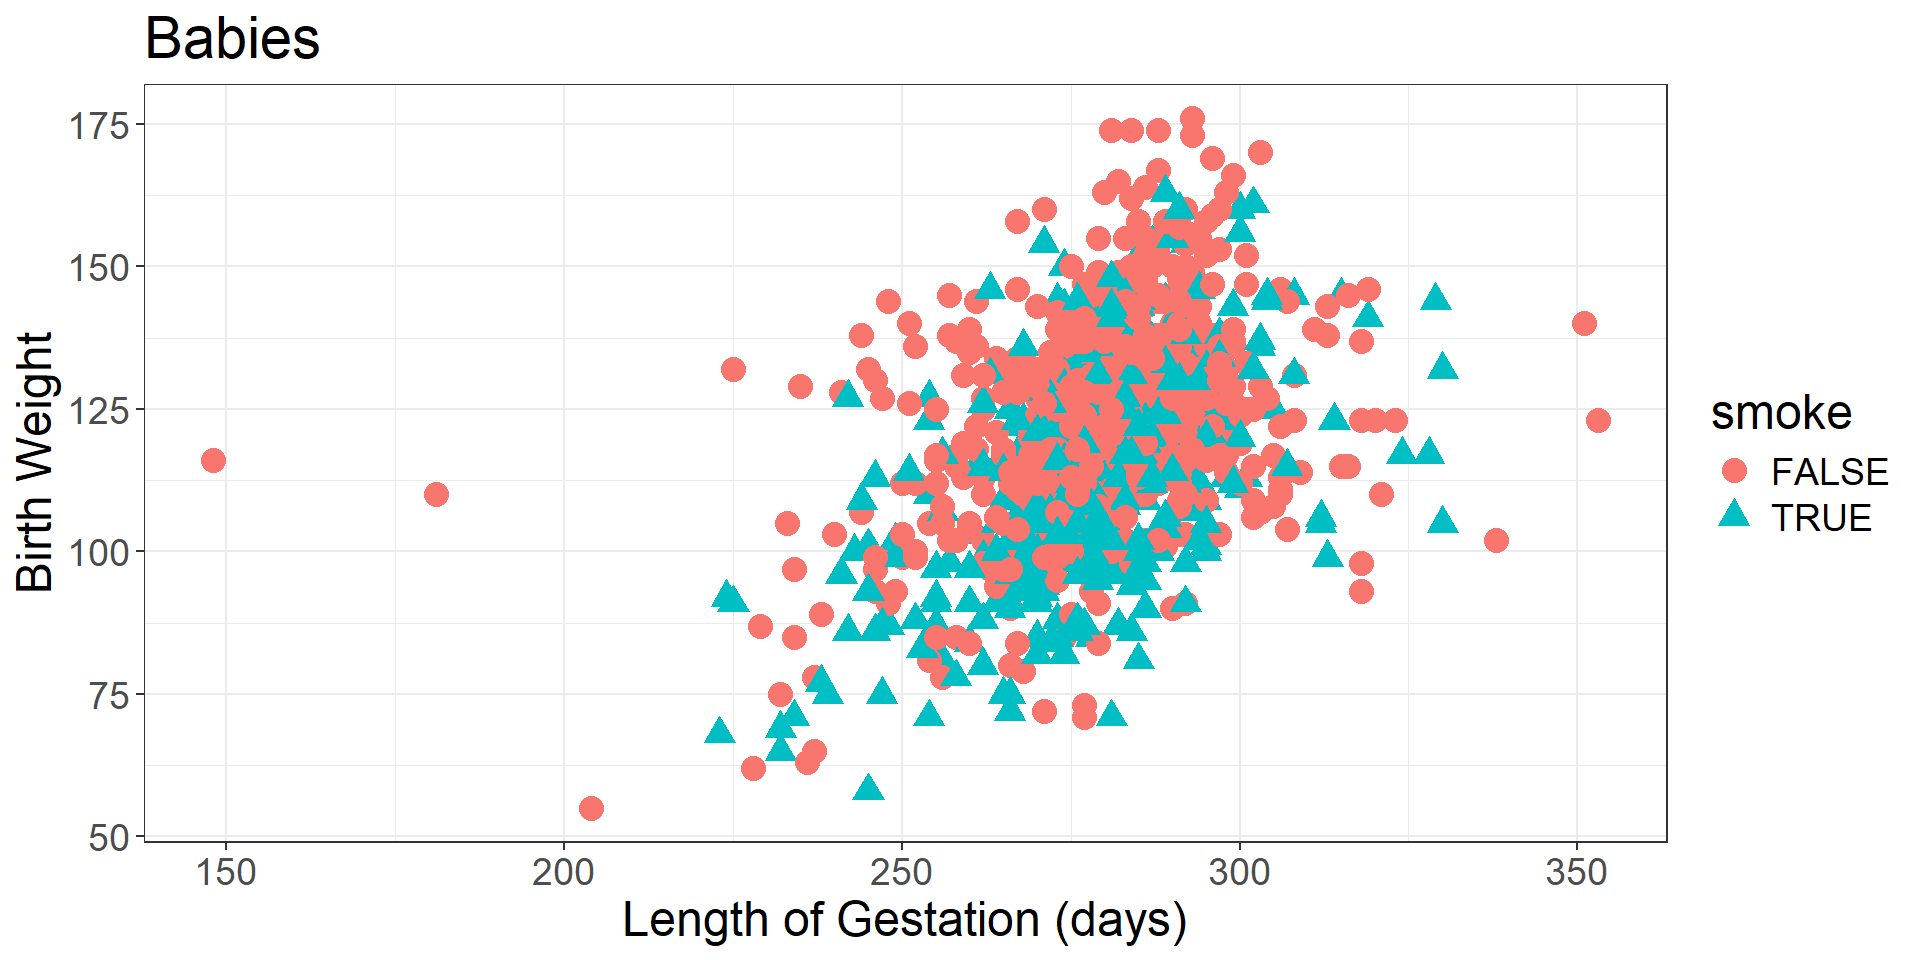 Babies
175
150
125
100
75
50
Birth Weight
150 200 250 300 350
Length of Gestation (days)
smoke
FALSE
TRUE